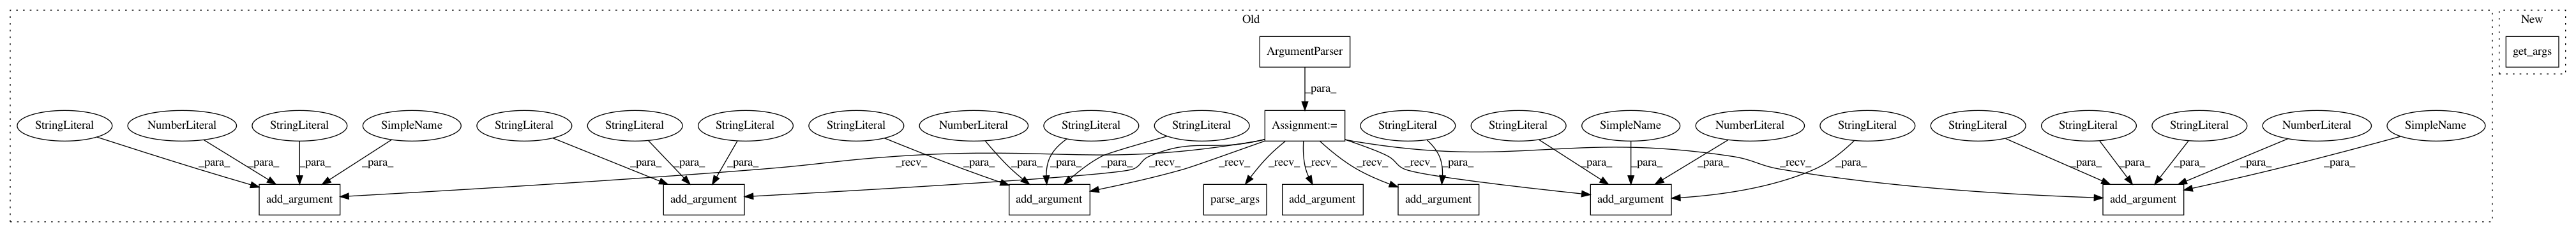 Old
New
ArgumentParser
get_args
_para_
StringLiteral
NumberLiteral
StringLiteral
SimpleName
StringLiteral
StringLiteral
StringLiteral
StringLiteral
NumberLiteral
StringLiteral
StringLiteral
Assignment:=
StringLiteral
StringLiteral
SimpleName
NumberLiteral
StringLiteral
StringLiteral
StringLiteral
StringLiteral
NumberLiteral
SimpleName
_para_
_para_
_para_
_para_
_para_
_para_
_para_
_recv_
_para_
_para_
_para_
_para_
_recv_
_recv_
_recv_
_recv_
_recv_
_para_
_recv_
_para_
_para_
_para_
_para_
_recv_
_para_
_para_
_para_
_para_
_para_
add_argument
add_argument
add_argument
parse_args
add_argument
add_argument
add_argument
add_argument